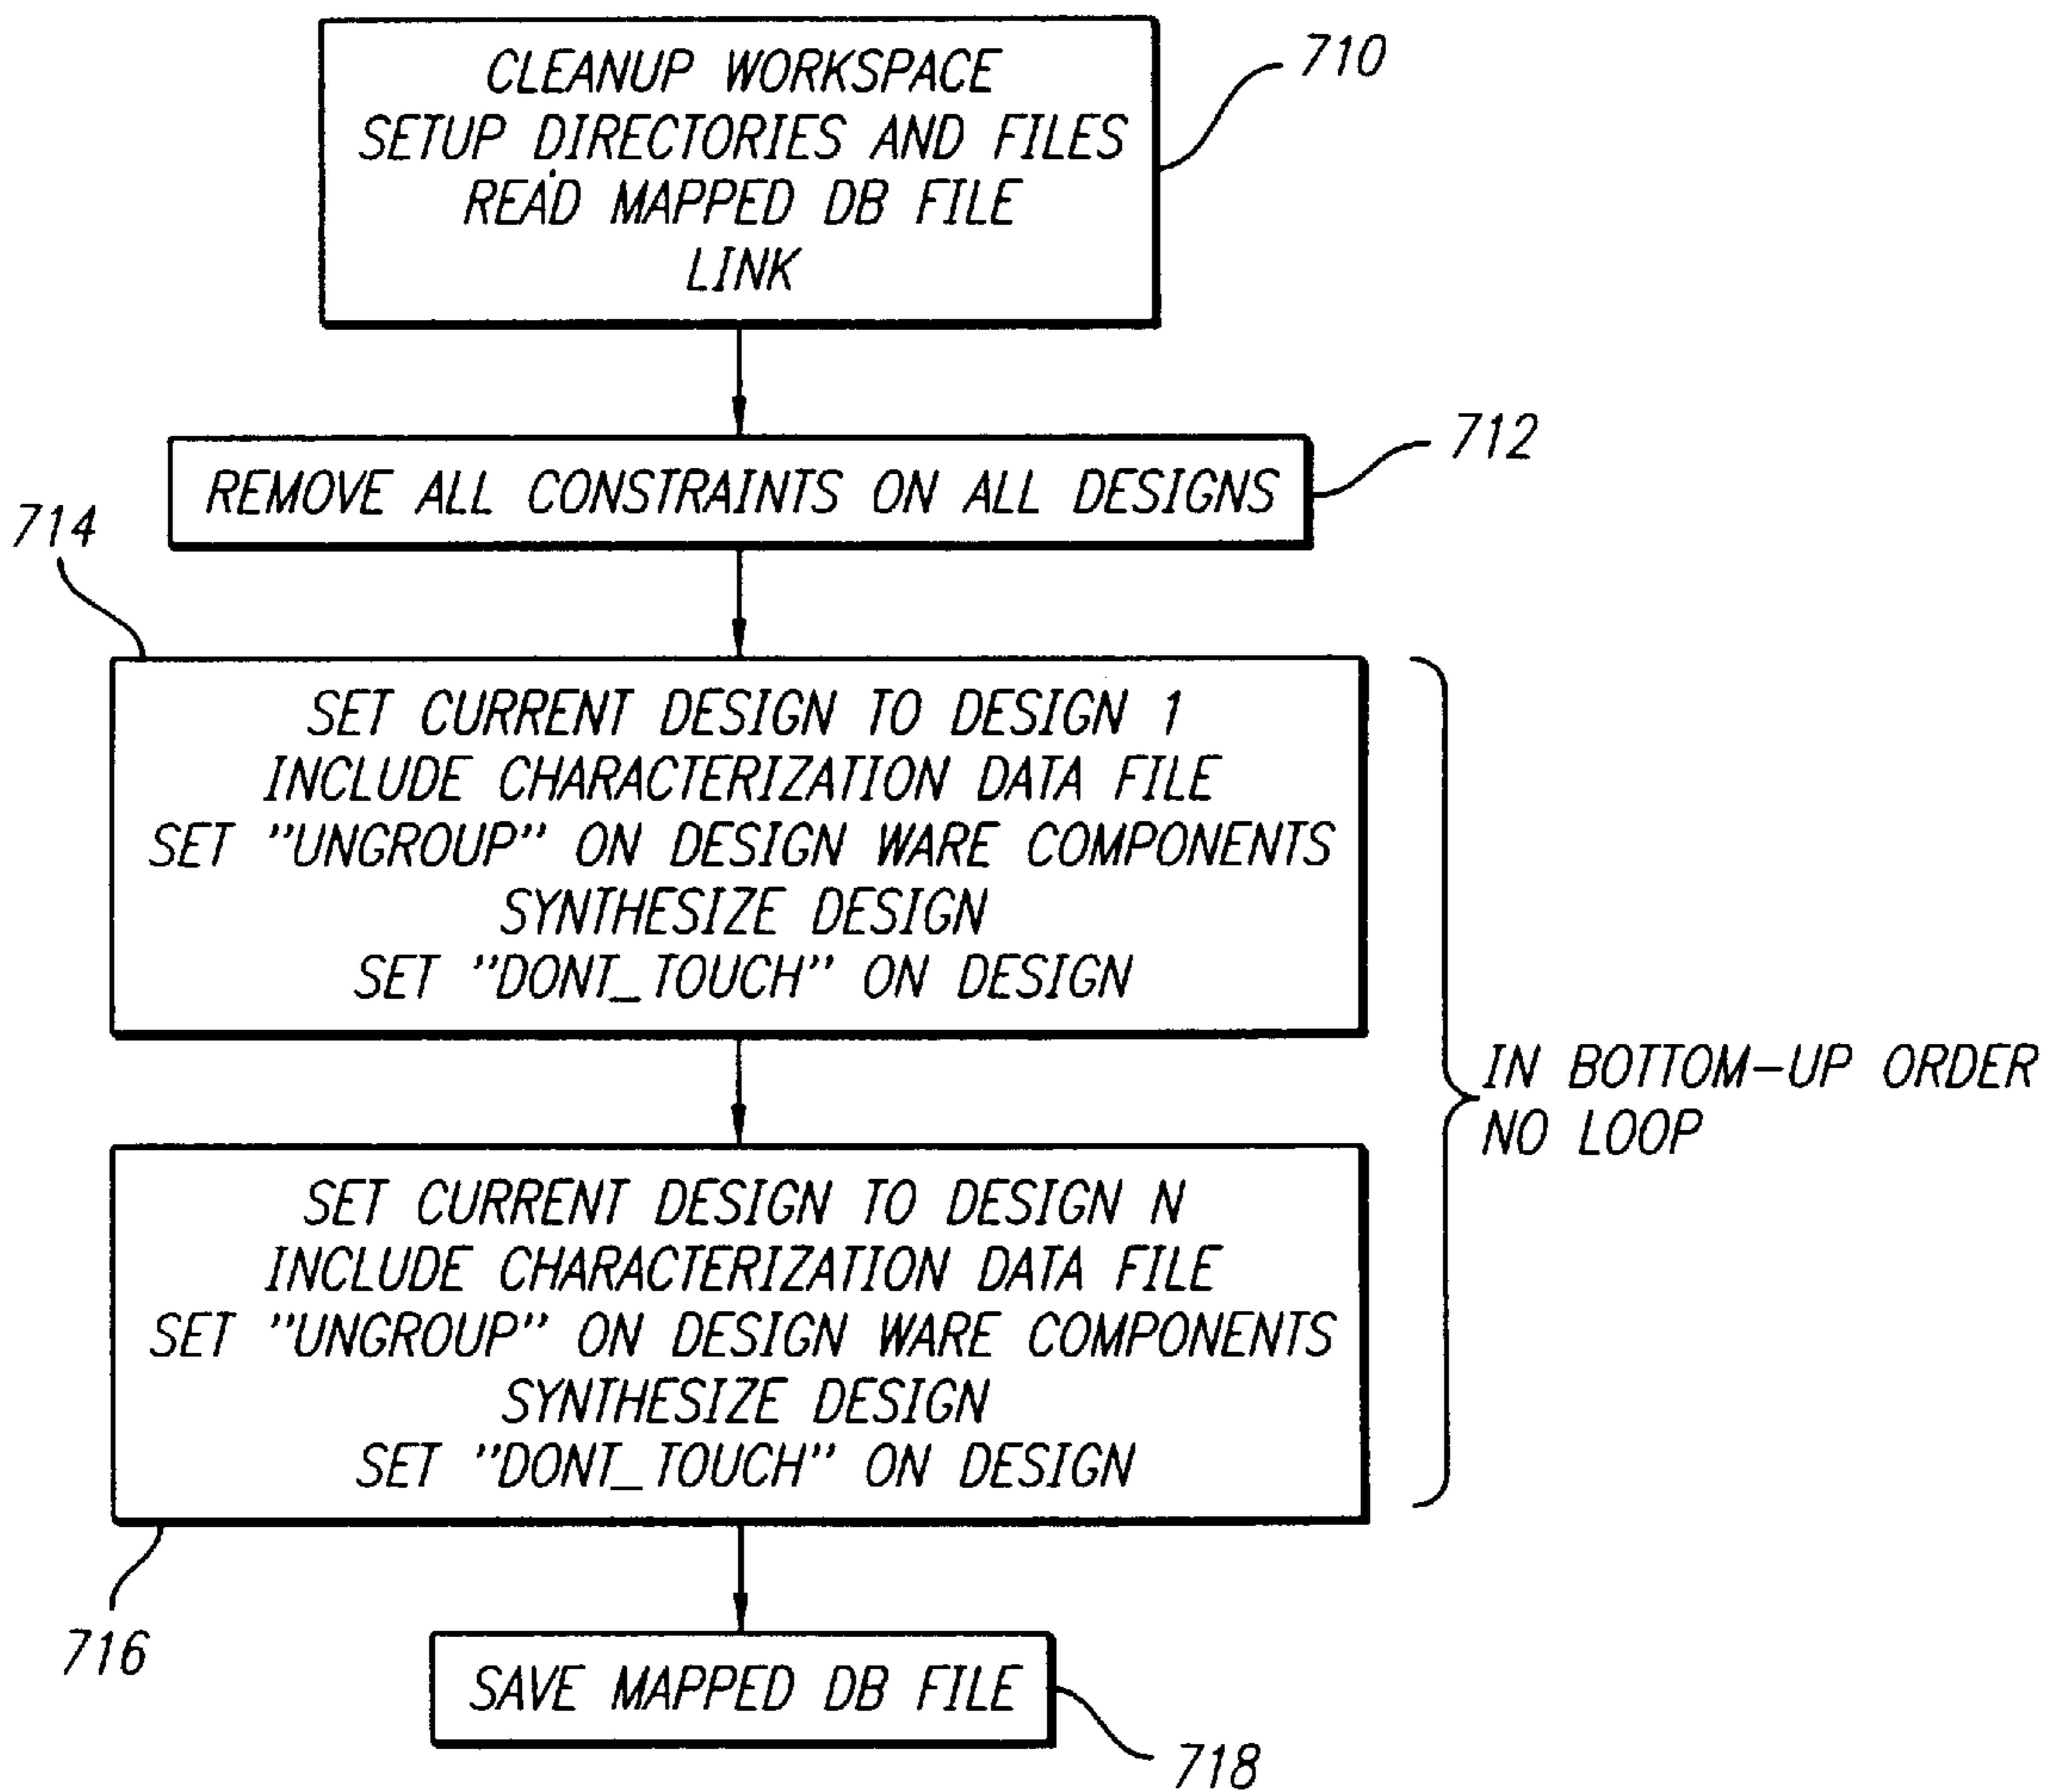 CLEANUP WORKSPACE
SETUP DIRECTORIES AND FILES
READ MAPPED DB FILE
LINK
710
REMOVE ALL CONSTRAINTS ON ALL DESIGNS
712
714
SET CURRENT DESIGN TO DESIGN 1
INCLUDE CHARACTERIZATION DATA FILE
SET "UNGROUP" ON DESIGN WARE COMPONENTS
SYNTHESIZE DESIGN
SET "DONT_TOUCH" ON DESIGN
IN BOTTOM-UP ORDER
NO LOOP
SET CURRENT DESIGN TO DESIGN N
INCLUDE CHARACTERIZATION DATA FILE
SET "UNGROUP" ON DESIGN WARE COMPONENTS
SYNTHESIZE DESIGN
SET "DONT_TOUCH" ON DESIGN
716
SAVE MAPPED DB FILE
718